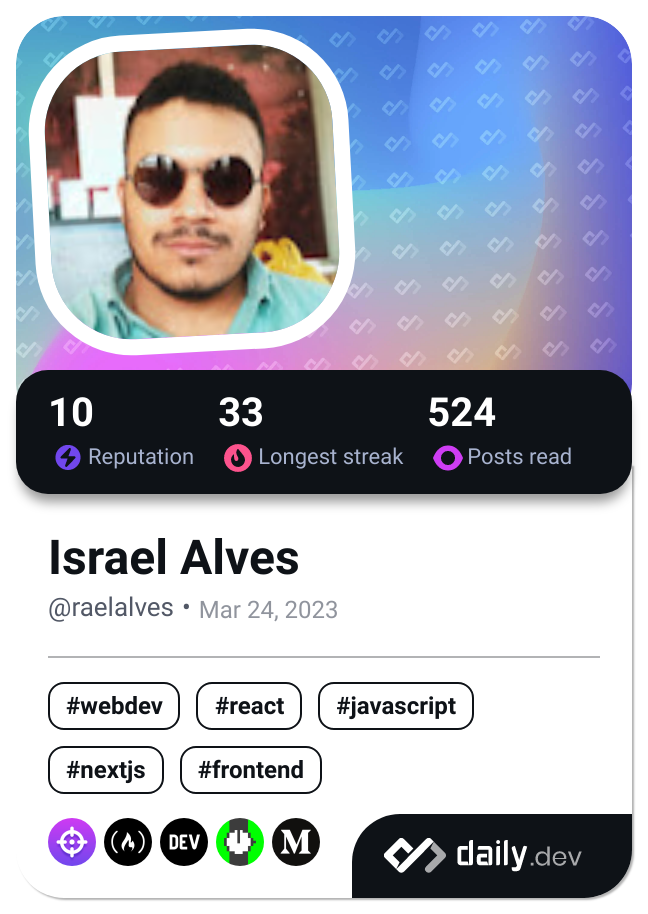 10 33 524
Reputation Longest streak Posts read
Israel Alves
@raelalves • Mar 24, 2023
#webdev #react #javascript
#nextjs #frontend
DEV M daily.dev